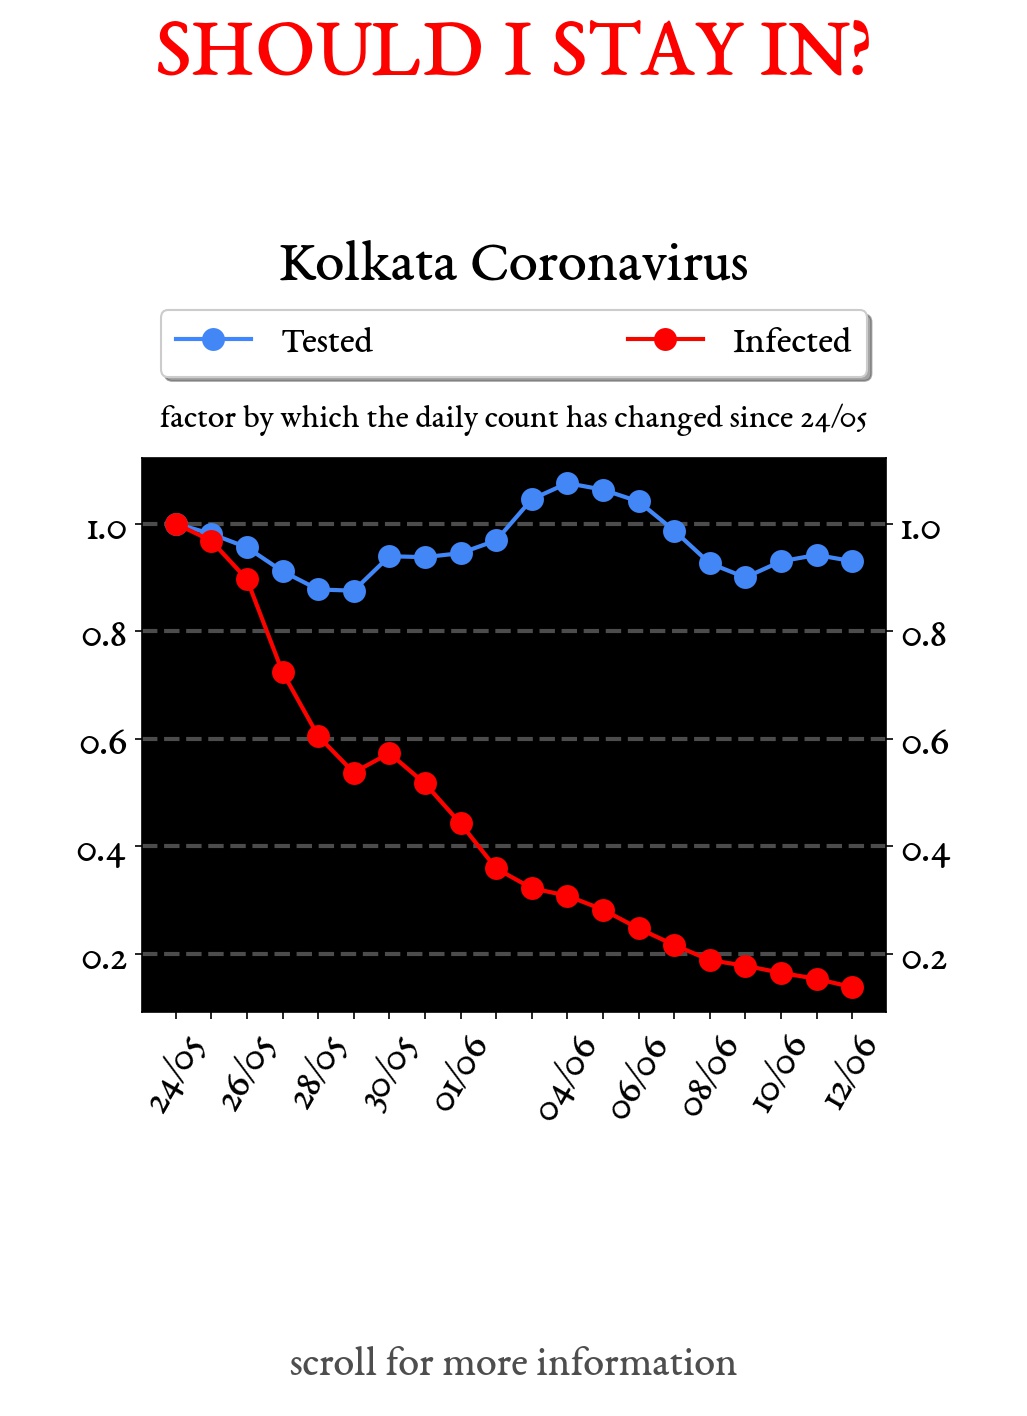 SHOULD I STAY IN?
Kolkata Coronavirus
Tested Infected
factor by which the daily count has changed since 24/05
1.0 1.0
0.8 0.8
0.6 0.6
0.4 0.4
0.2 0.2
24/05 26/05 28/05 30/05 01/06 04/06 06/06 08/06 10/06 12/06
scroll for more information